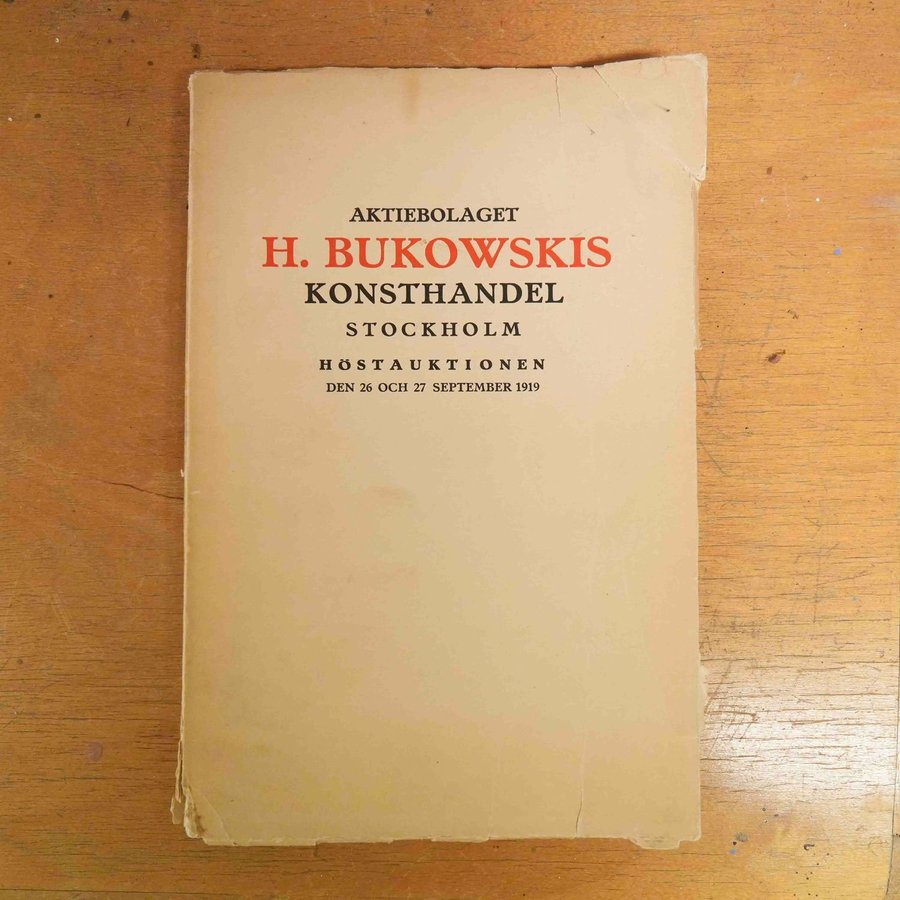 AKTIEBOLAGET
H. BUKOWSKIS
KONSTHANDEL
STOCKHOLM
HÖSTAUKTIONEN
DEN 26 OCH 27 SEPTEMBER 1919